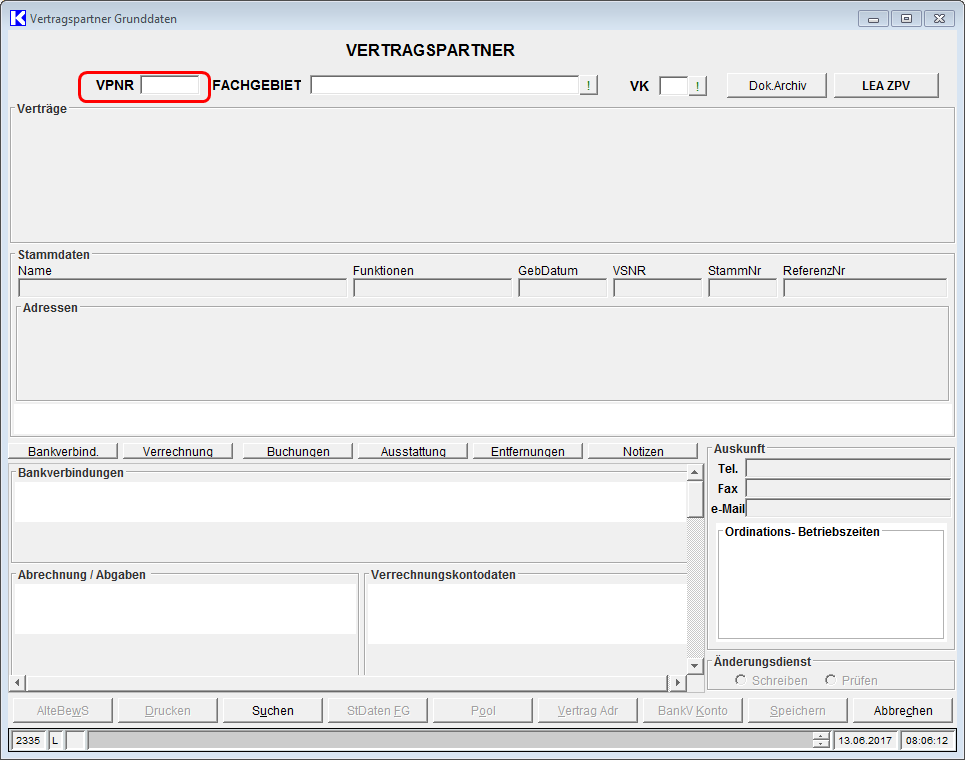 K Vertragspartner Grunddaten
VERTRAGSPARTNER
VPNR FACHGEBIET ! VK ! Dok.Archiv LEA ZPV
Verträge
Stammdaten
Name Funktionen GebDatum VSNR StammNr ReferenzNr
Adressen
Bankverbind. Verrechnung Buchungen Ausstattung Entfernungen Notizen
Bankverbindungen
Abrechnung / Abgaben Verrechnungskontodaten
Auskunft
Tel.
Fax
e-Mail
Ordinations- Betriebszeiten
Änderungsdienst
Schreiben Prüfen
AlteBewS Drucken Suchen StDaten FG Pool Vertrag Adr BankV Konto Speichern Abbrechen
2335 L 13.06.2017 08:06:12